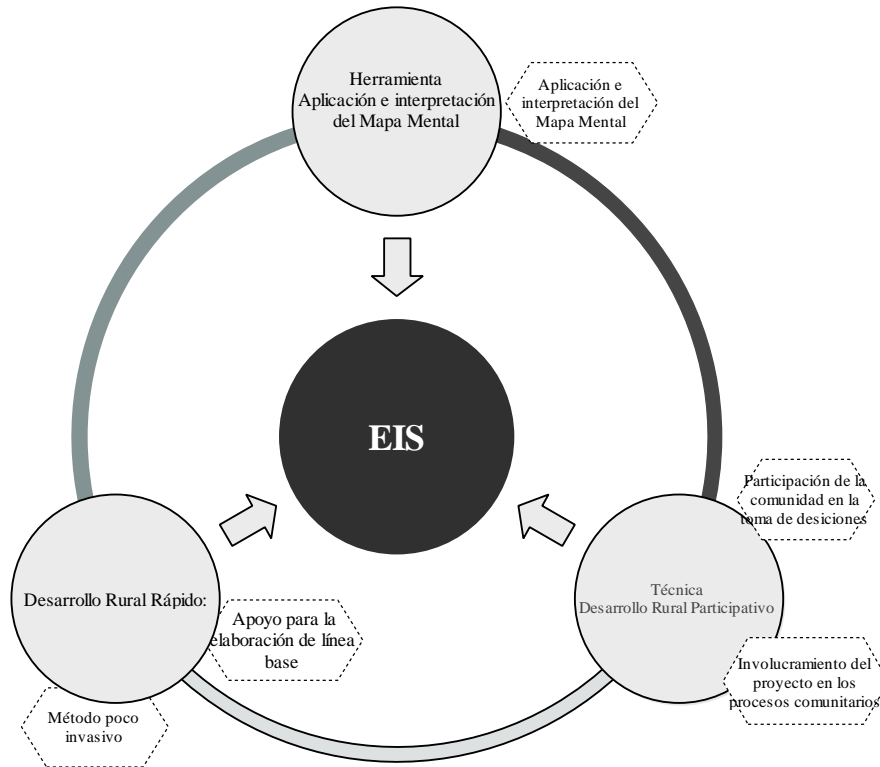 Herramienta
Aplicación e interpretación
del Mapa Mental
Aplicación e
interpretación del
Mapa Mental
EIS
Participación de la
comunidad en la
toma de desiciones
Desarrollo Rural Rápido:
Apoyo para la
elaboración de línea
base
Método poco
invasivo
Técnica
Desarrollo Rural Participativo
Involucramiento del
proyecto en los
procesos comunitarios